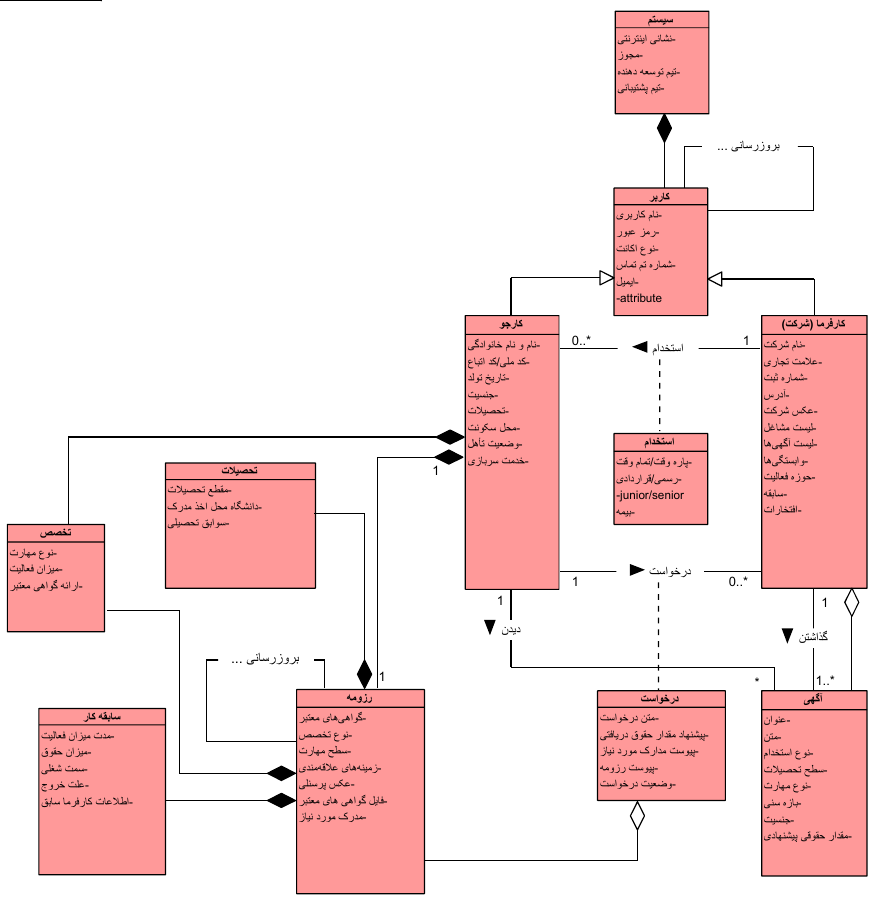 سیستم
-نشانی اینترنتی
-مجوز
-تیم توسعه دهنده
-تیم پشتیبانی
بروزرسانی ...
کاربر
-نام کاربری
-رمز عبور
-نوع اکانت
-شماره تم تماس
-ایمیل
-attribute
کارجو
-نام و نام خانوادگی
-کد ملی/کد اتباع
-تاریخ تولد
-جنسیت
-تحصیلات
-محل سکونت
-وضعیت تأهل
-خدمت سربازی
0..*
استخدام
1
کارفرما (شرکت)
-نام شرکت
-علامت تجاری
-شماره ثبت
-آدرس
-عکس شرکت
-لیست مشاغل
-لیست آگهی‌ها
-وابستگی‌ها
-حوزه فعالیت
-سابقه
-افتخارات
استخدام
-پاره وقت/تمام وقت
-رسمی/قراردادی
-junior/senior
-بیمه
1
تحصیلات
-مقطع تحصیلات
-دانشگاه محل اخذ مدرک
-سوابق تحصیلی
تخصص
-نوع مهارت
-میزان فعالیت
-ارائه گواهی معتبر
1
درخواست
0..*
1
دیدن
*
1
گذاشتن
1..*
بروزرسانی ...
1
رزومه
-گواهی‌های معتبر
-نوع تخصص
-سطح مهارت
-زمینه‌های علاقه‌مندی
-عکس پرسنلی
-فایل گواهی های معتبر
-مدرک مورد نیاز
سابقه کار
-مدت میزان فعالیت
-میزان حقوق
-سمت شغلی
-علت خروج
-اطلاعات کارفرما سابق
درخواست
-متن درخواست
-پیشنهاد مقدار حقوق دریافتی
-پیوست مدارک مورد نیاز
-پیوست رزومه
-وضعیت درخواست
آگهی
-عنوان
-متن
-نوع استخدام
-سطح تحصیلات
-نوع مهارت
-بازه سنی
-جنسیت
-مقدار حقوقی پیشنهادی